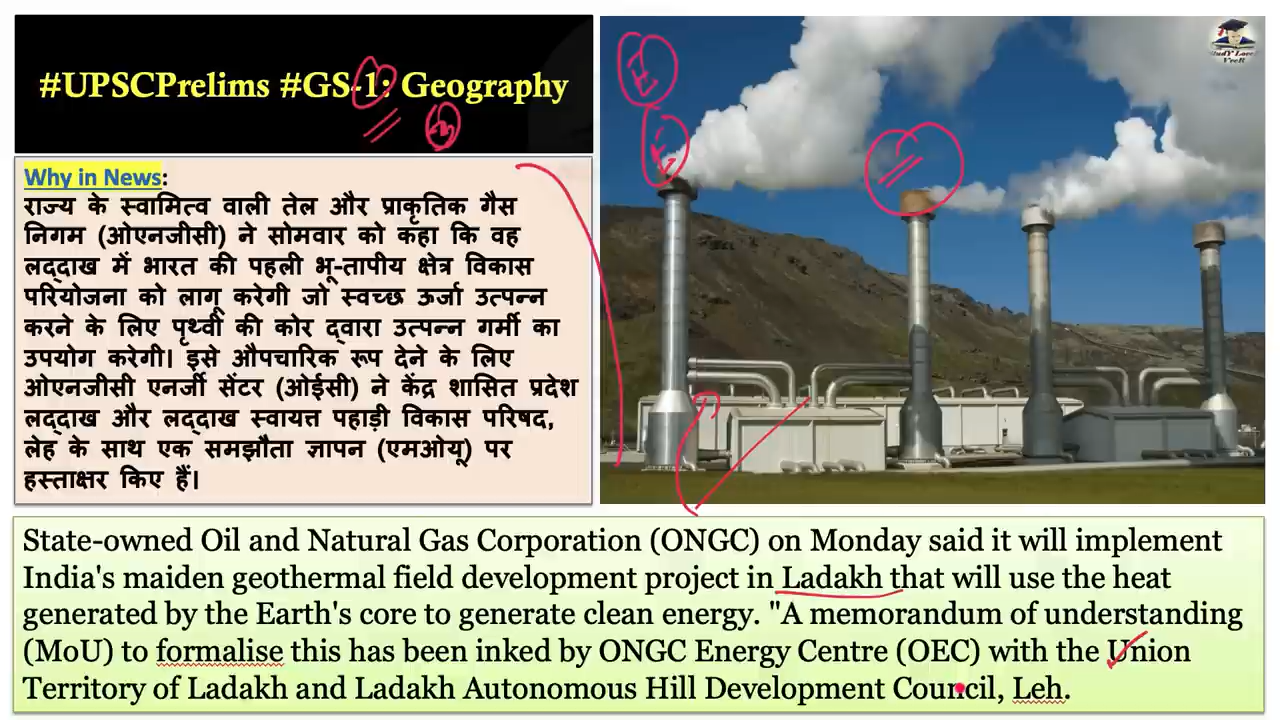 #UPSCPrelims #GS-1: Geography
Why in News:
राज्य के स्वामित्व वाली तेल और प्राकृतिक गैस
निगम (ओएनजीसी) ने सोमवार को कहा कि वह
लद्दाख में भारत की पहली भू-तापीय क्षेत्र विकास
परियोजना को लागू करेगी जो स्वच्छ ऊर्जा उत्पन्न
करने के लिए पृथ्वी की कोर द्वारा उत्पन्न गर्मी का
उपयोग करेगी। इसे औपचारिक रूप देने के लिए
ओएनजीसी एनर्जी सेंटर (ओईसी) ने केंद्र शासित प्रदेश
लद्दाख और लद्दाख स्वायत्त पहाड़ी विकास परिषद,
लेह के साथ एक समझौता ज्ञापन (एमओयू) पर
हस्ताक्षर किए हैं।
State-owned Oil and Natural Gas Corporation (ONGC) on Monday said it will implement
India's maiden geothermal field development project in Ladakh that will use the heat
generated by the Earth's core to generate clean energy. "A memorandum of understanding
(MoU) to formalise this has been inked by ONGC Energy Centre (OEC) with the Union
Territory of Ladakh and Ladakh Autonomous Hill Development Council, Leh.